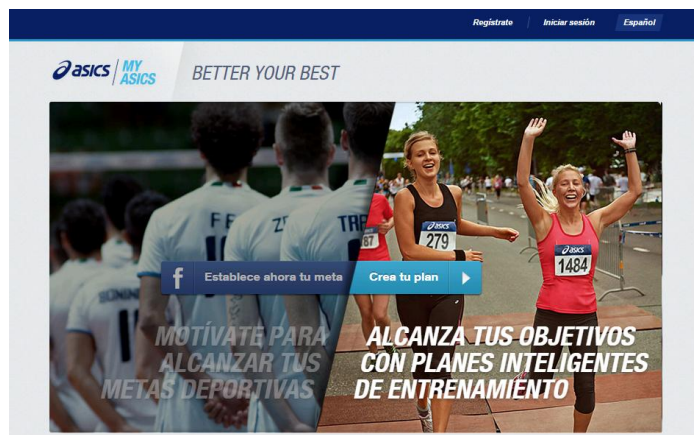 Regístrate
Iniciar sesión
Español
asics
MY
ASICS
BETTER YOUR BEST
87
279
asics
1484
f
Establece ahora tu meta
Crea tu plan
MOTÍVATE PARA
ALCANZAR TUS
METAS DEPORTIVAS
ALCANZA TUS OBJETIVOS
CON PLANES INTELIGENTES
DE ENTRENAMIENTO